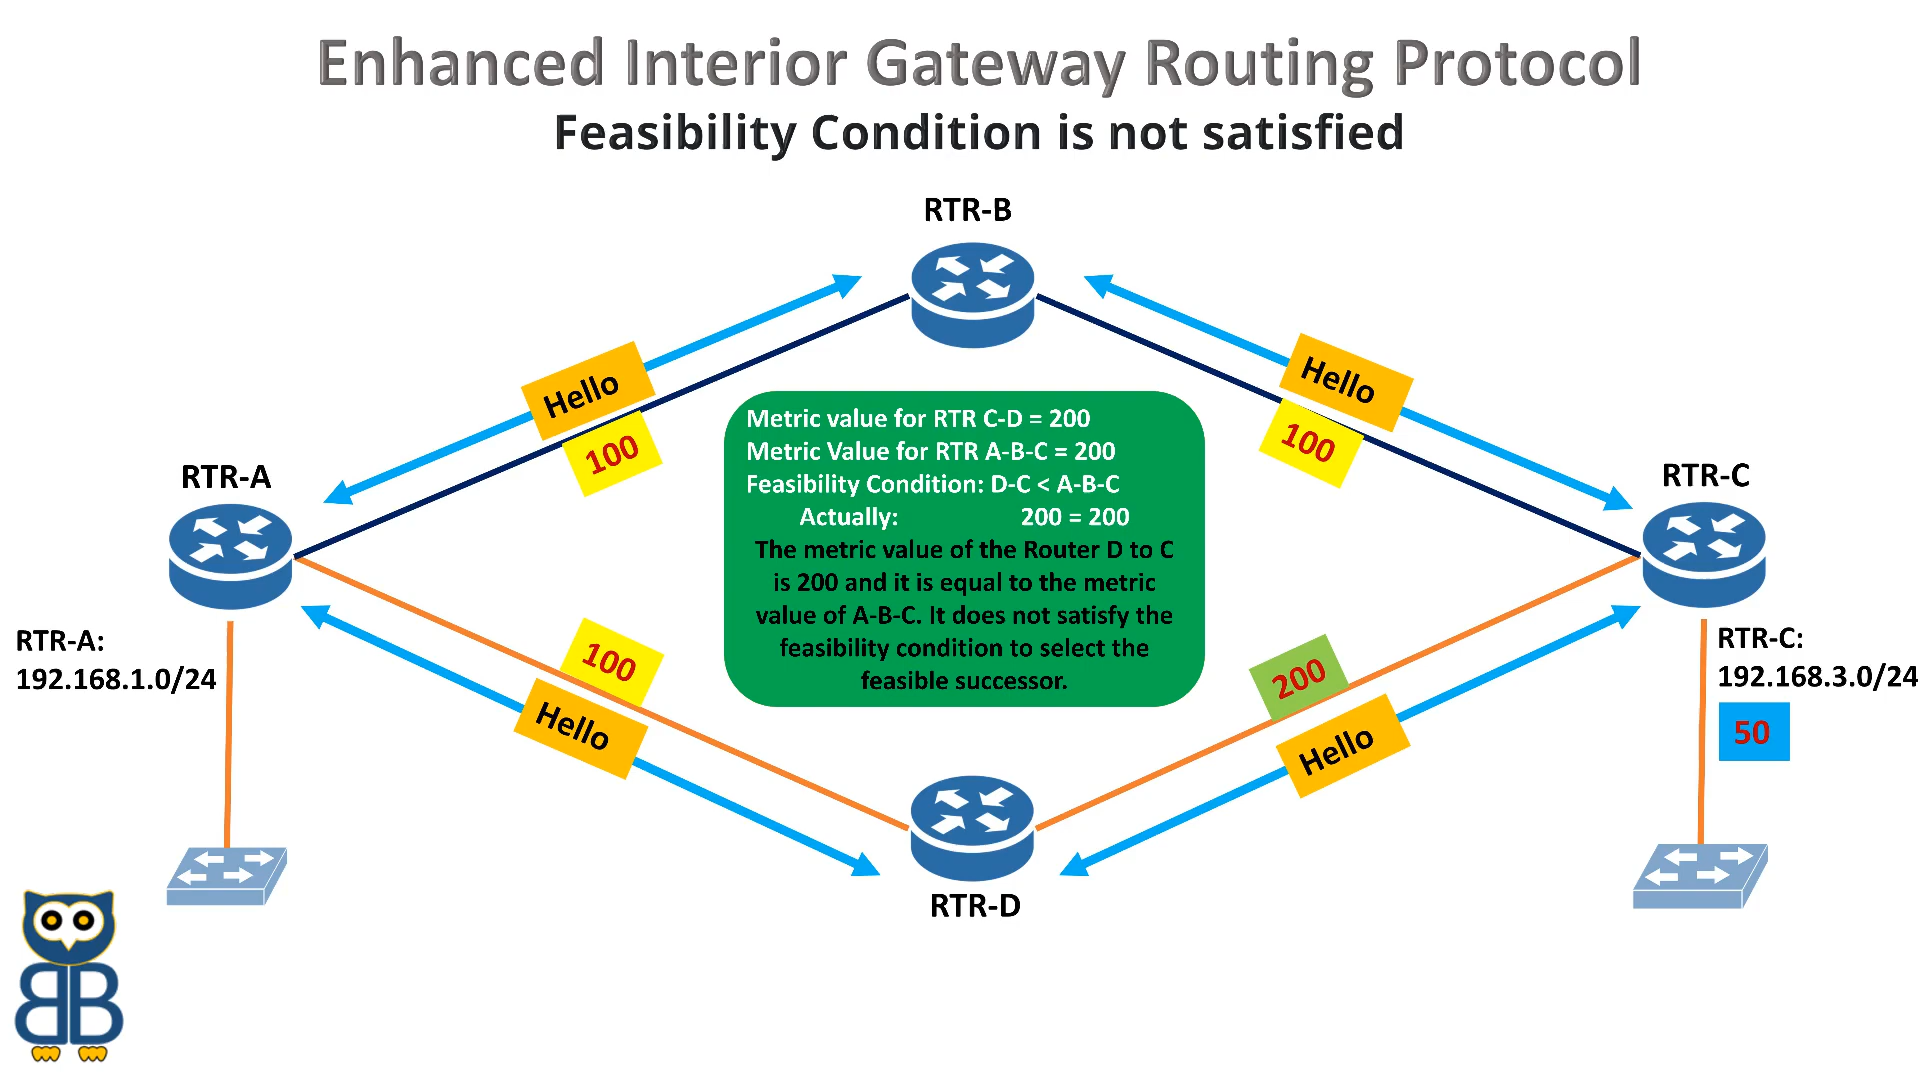 Enhanced Interior Gateway Routing Protocol
Feasibility Condition is not satisfied
RTR-B
Hello
100
Hello
100
RTR-A
RTR-C
Metric value for RTR C-D = 200
Metric Value for RTR A-B-C = 200
Feasibility Condition: D-C < A-B-C
Actually: 200 = 200
The metric value of the Router D to C
is 200 and it is equal to the metric
value of A-B-C. It does not satisfy the
feasibility condition to select the
feasible successor.
RTR-A:
192.168.1.0/24
100
Hello
200
Hello
RTR-C:
192.168.3.0/24
50
RTR-D
BB